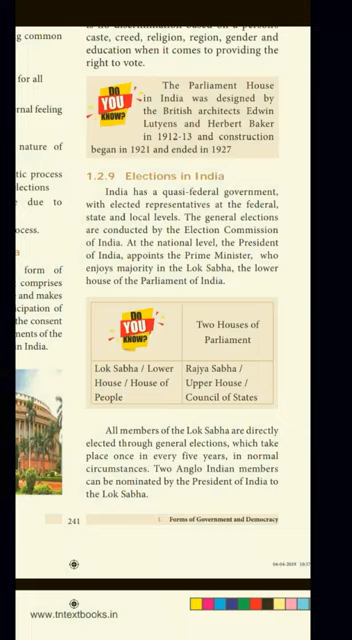 g common
for all
rnal feeling
nature of
tic process
lections
e due to
ocess.
a
form of
comprises
and makes
icipation of
the consent
nents of the
n India.
is no discrimination based on a person's
caste, creed, religion, region, gender and
education when it comes to providing the
right to vote.
DO
YOU
KNOW?
The Parliament House
in India was designed by
the British architects Edwin
Lutyens and Herbert Baker
in 1912-13 and construction
began in 1921 and ended in 1927
1.2.9 Elections in India
India has a quasi-federal government,
with elected representatives at the federal,
state and local levels. The general elections
are conducted by the Election Commission
of India. At the national level, the President
of India, appoints the Prime Minister, who
enjoys majority in the Lok Sabha, the lower
house of the Parliament of India.
DO
YOU
KNOW?
Two Houses of
Parliament
Lok Sabha / Lower
House / House of
People
Rajya Sabha /
Upper House /
Council of States
All members of the Lok Sabha are directly
elected through general elections, which take
place once in every five years, in normal
circumstances. Two Anglo Indian members
can be nominated by the President of India to
the Lok Sabha.
241
Forms of Government and Democracy
04-04-2019
www.tntextbooks.in